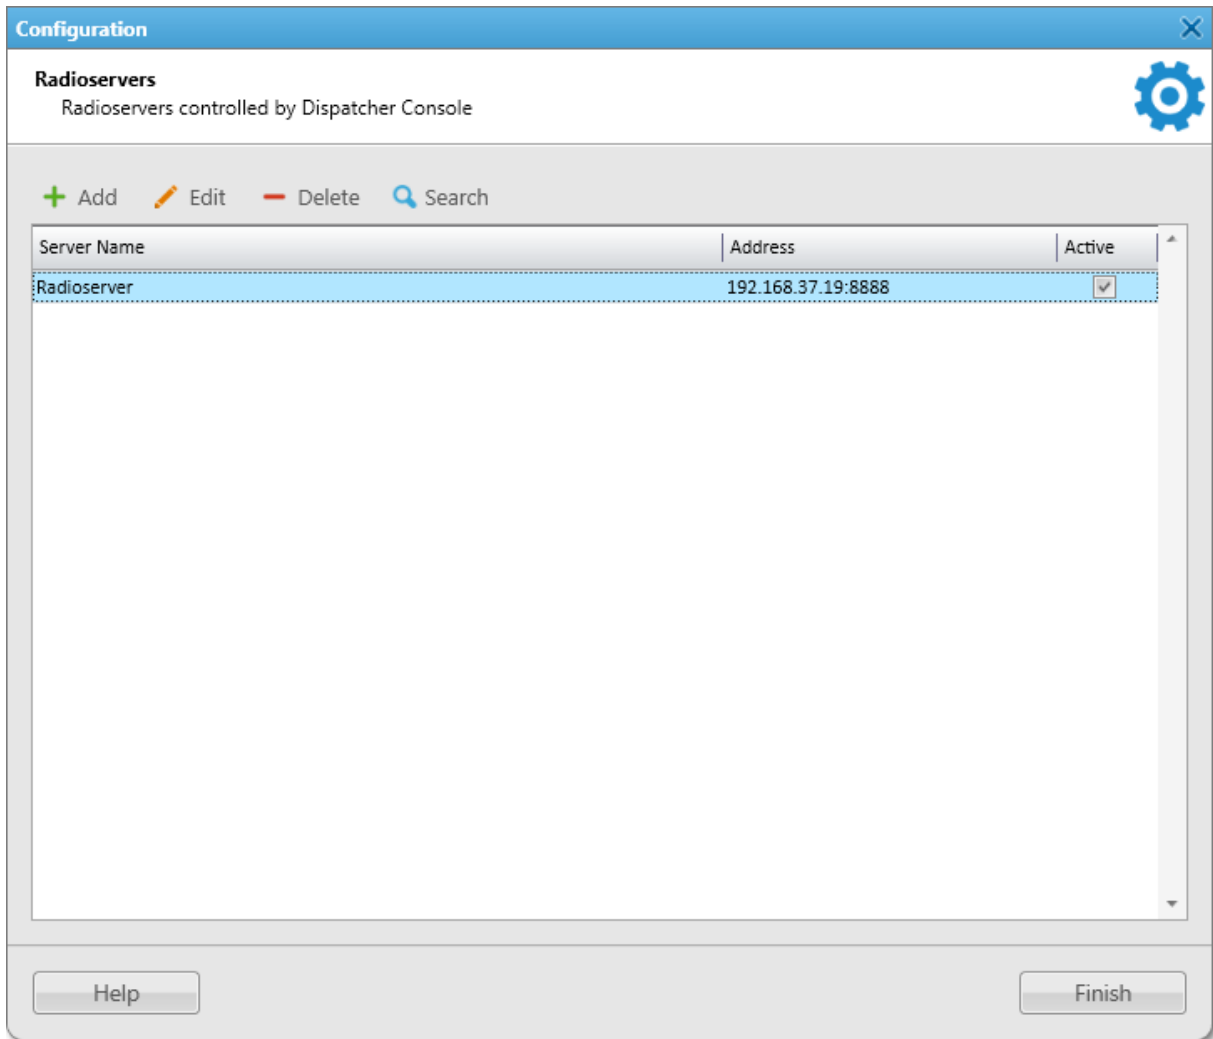 Configuration
Radioservers
Radioservers controlled by Dispatcher Console
Add Edit Delete Search
Server Name Address Active
Radioserver 192.168.37.19:8888
Help Finish